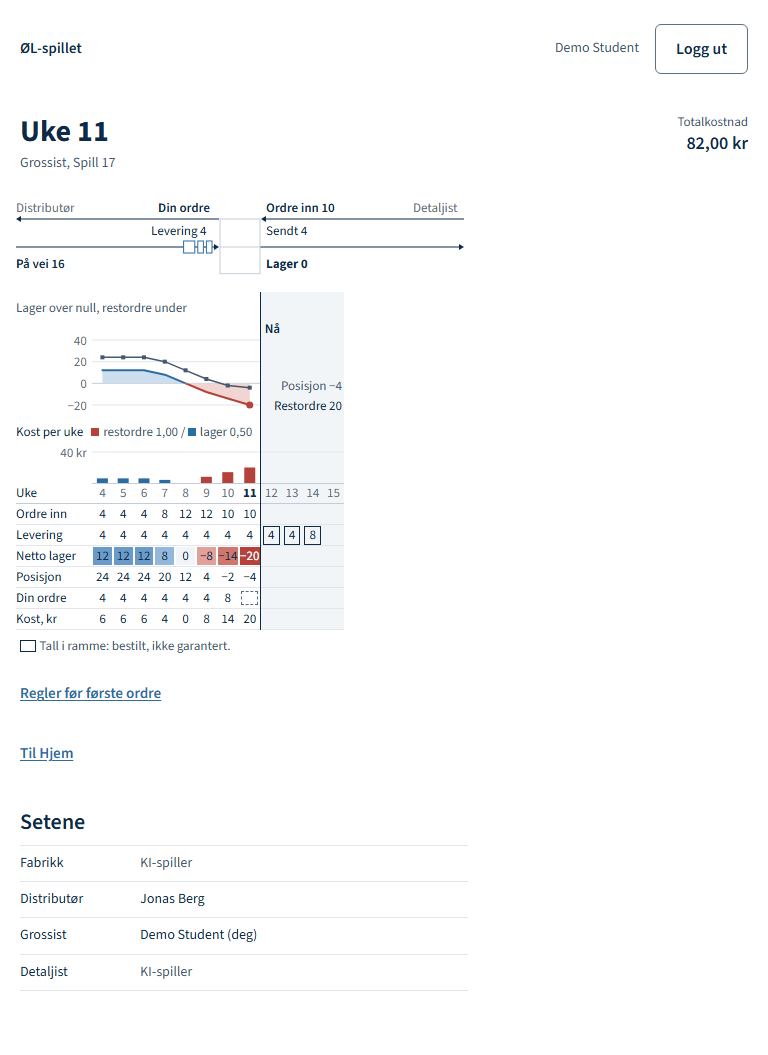 ØL-spillet
Demo Student
Logg ut
Uke 11
Grossist, Spill 17
Totalkostnad
82,00 kr
Distributør Din ordre Ordre inn 10 Detaljist
Levering 4 Sendt 4
På vei 16 Lager 0
Lager over null, restordre under
Nå
40
20
0
−20
Posisjon −4
Restordre 20
Kost per uke restordre 1,00 / lager 0,50
40 kr
Uke 4 5 6 7 8 9 10 11 12 13 14 15
Ordre inn 4 4 4 8 12 12 10 10
Levering 4 4 4 4 4 4 4 4 4 4 8
Netto lager 12 12 12 8 0 −8 −14 −20
Posisjon 24 24 24 20 12 4 −2 −4
Din ordre 4 4 4 4 4 4 8
Kost, kr 6 6 6 4 0 8 14 20
Tall i ramme: bestilt, ikke garantert.
Regler før første ordre
Til Hjem
Setene
Fabrikk KI-spiller
Distributør Jonas Berg
Grossist Demo Student (deg)
Detaljist KI-spiller